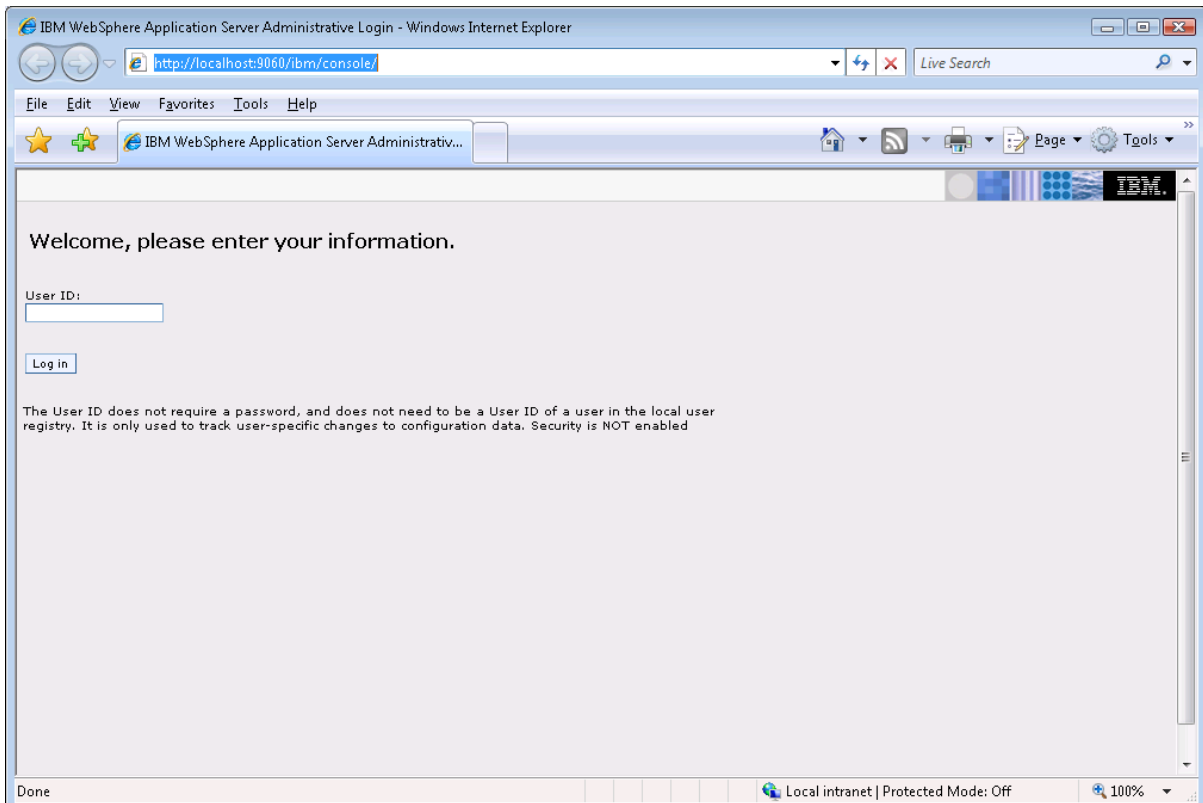 IBM WebSphere Application Server Administrative Login - Windows Internet Explorer
http://localhost:9060/ibm/console/
Live Search
File Edit View Favorites Tools Help
IBM WebSphere Application Server Administrativ...
Page Tools
IBM.
Welcome, please enter your information.
User ID:
Log in
The User ID does not require a password, and does not need to be a User ID of a user in the local user
registry. It is only used to track user-specific changes to configuration data. Security is NOT enabled
Done
Local intranet | Protected Mode: Off
100%